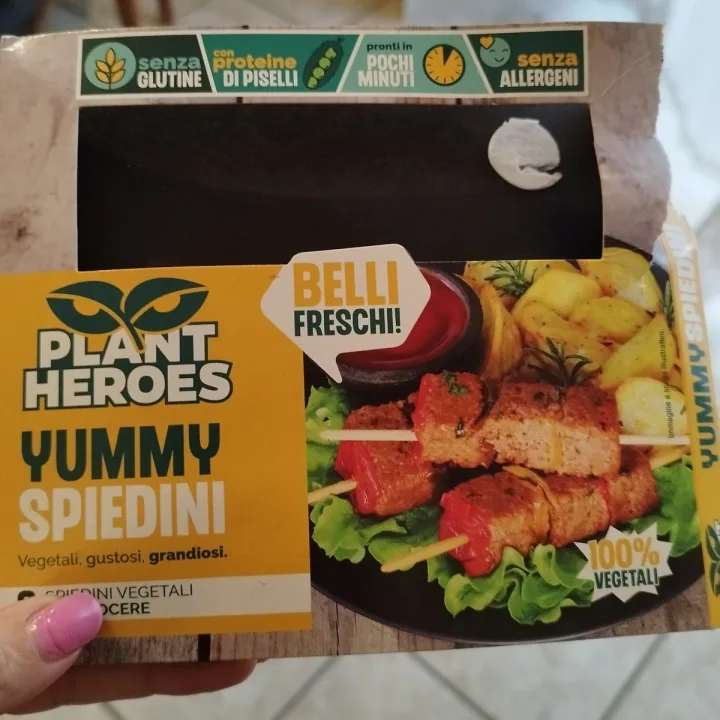 senza
GLUTINE
con
proteine
DI PISELLI
pronti in
POCHI
MINUTI
senza
ALLERGENI
BELLI
FRESCHI!
PLANT
HEROES
YUMMY
SPIEDINI
Vegetali, gustosi, grandiosi.
SPIEDINI VEGETALI
100%
VEGETALI
YUMMY SPIEDINI